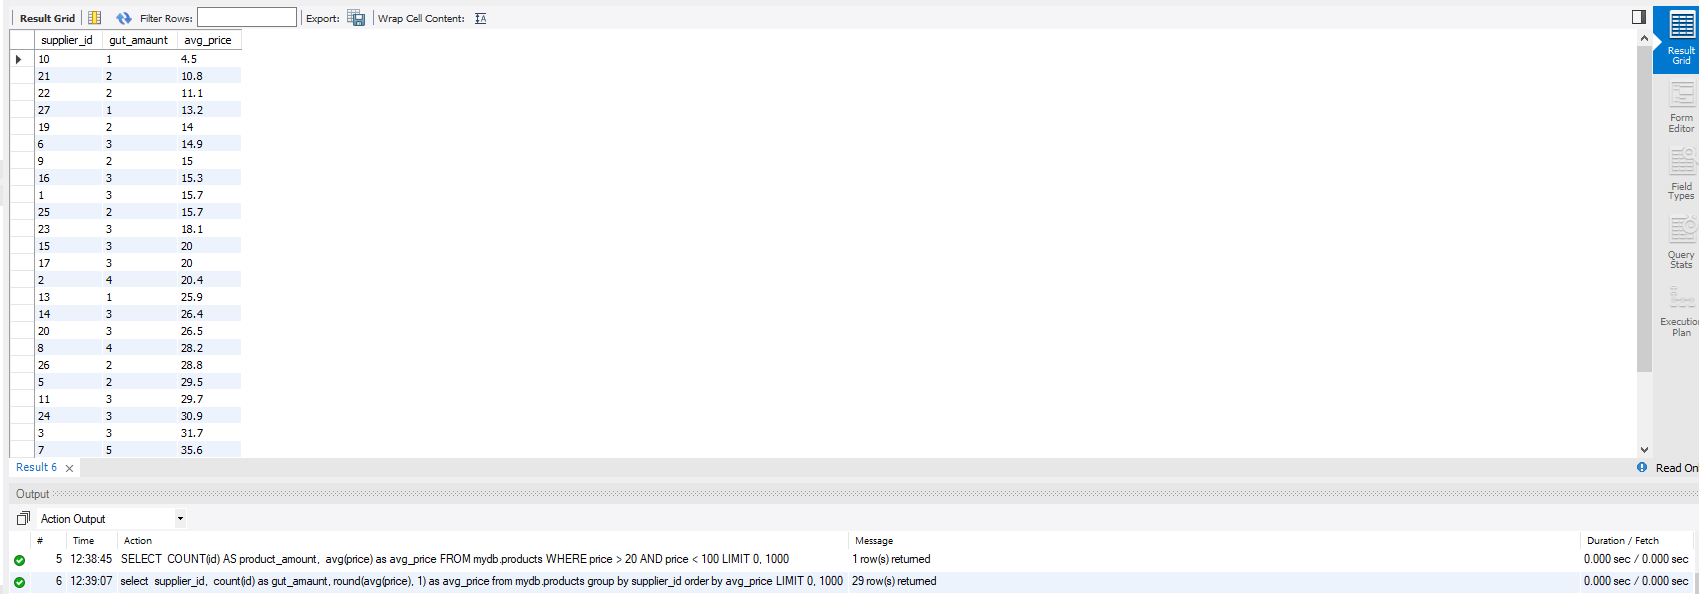 Result Grid Filter Rows: Export: Wrap Cell Content:
supplier_id gut_amaunt avg_price
10 1 4.5
21 2 10.8
22 2 11.1
27 1 13.2
19 2 14
6 3 14.9
9 2 15
16 3 15.3
1 3 15.7
25 2 15.7
23 3 18.1
15 3 20
17 3 20
2 4 20.4
13 1 25.9
14 3 26.4
20 3 26.5
8 4 28.2
26 2 28.8
5 2 29.5
11 3 29.7
24 3 30.9
3 3 31.7
7 5 35.6
Result
Grid
Form
Editor
Field
Types
Query
Stats
Executio
Plan
Result 6
Read Onl
Output
Action Output
# Time Action Message Duration / Fetch
5 12:38:45 SELECT COUNT(id) AS product_amount, avg(price) as avg_price FROM mydb.products WHERE price > 20 AND price < 100 LIMIT 0, 1000 1 row(s) returned 0.000 sec / 0.000 sec
6 12:39:07 select supplier_id, count(id) as gut_amaunt, round(avg(price), 1) as avg_price from mydb.products group by supplier_id order by avg_price LIMIT 0, 1000 29 row(s) returned 0.000 sec / 0.000 sec